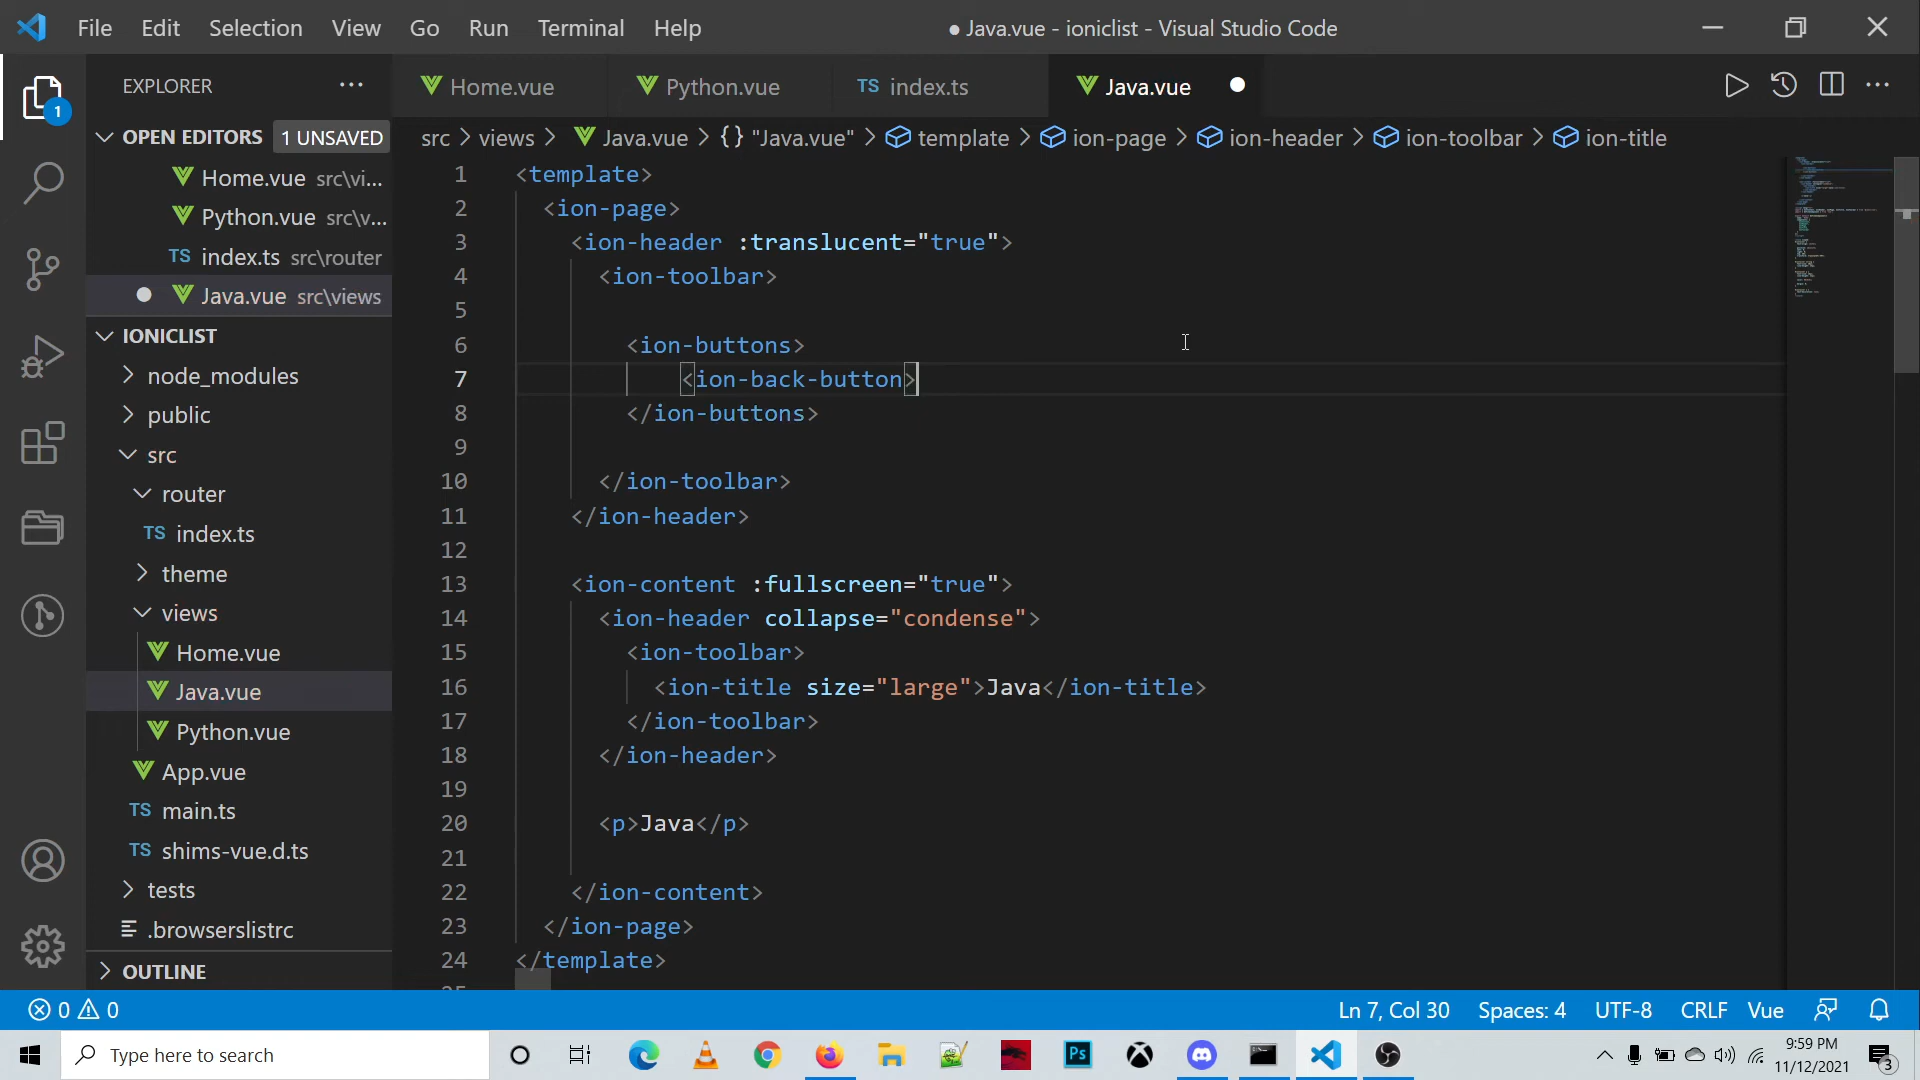 File Edit Selection View Go Run Terminal Help
● Java.vue - ioniclist - Visual Studio Code
EXPLORER
Home.vue
Python.vue
TS index.ts
Java.vue
1
OPEN EDITORS 1 UNSAVED
Home.vue src\vi...
Python.vue src\v...
TS index.ts src\router
Java.vue src\views
IONICLIST
node_modules
public
src
router
TS index.ts
theme
views
Home.vue
Java.vue
Python.vue
App.vue
TS main.ts
TS shims-vue.d.ts
tests
.browserslistrc
OUTLINE
src > views > Java.vue > {} "Java.vue" > template > ion-page > ion-header > ion-toolbar > ion-title
1 <template>
2 <ion-page>
3 <ion-header :translucent="true">
4 <ion-toolbar>
5
6 <ion-buttons>
7 <ion-back-button>
8 </ion-buttons>
9
10 </ion-toolbar>
11 </ion-header>
12
13 <ion-content :fullscreen="true">
14 <ion-header collapse="condense">
15 <ion-toolbar>
16 <ion-title size="large">Java</ion-title>
17 </ion-toolbar>
18 </ion-header>
19
20 <p>Java</p>
21
22 </ion-content>
23 </ion-page>
24 </template>
0 0
Ln 7, Col 30 Spaces: 4 UTF-8 CRLF Vue
Type here to search
Ps
9:59 PM
11/12/2021
3